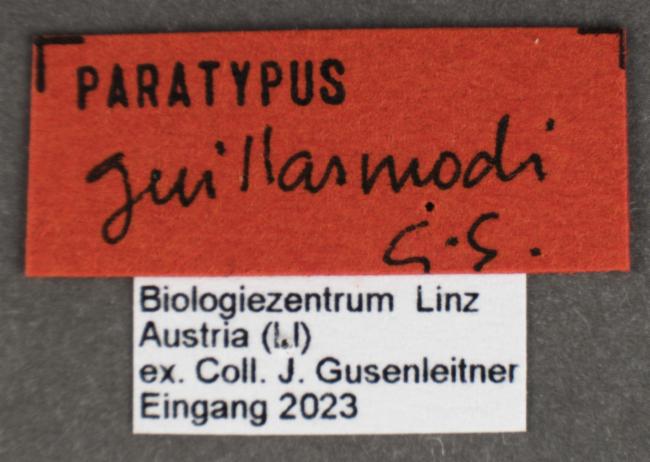 PARATYPUS
guillarmodi
G.S.
Biologiezentrum Linz
Austria (LI)
ex. Coll. J. Gusenleitner
Eingang 2023